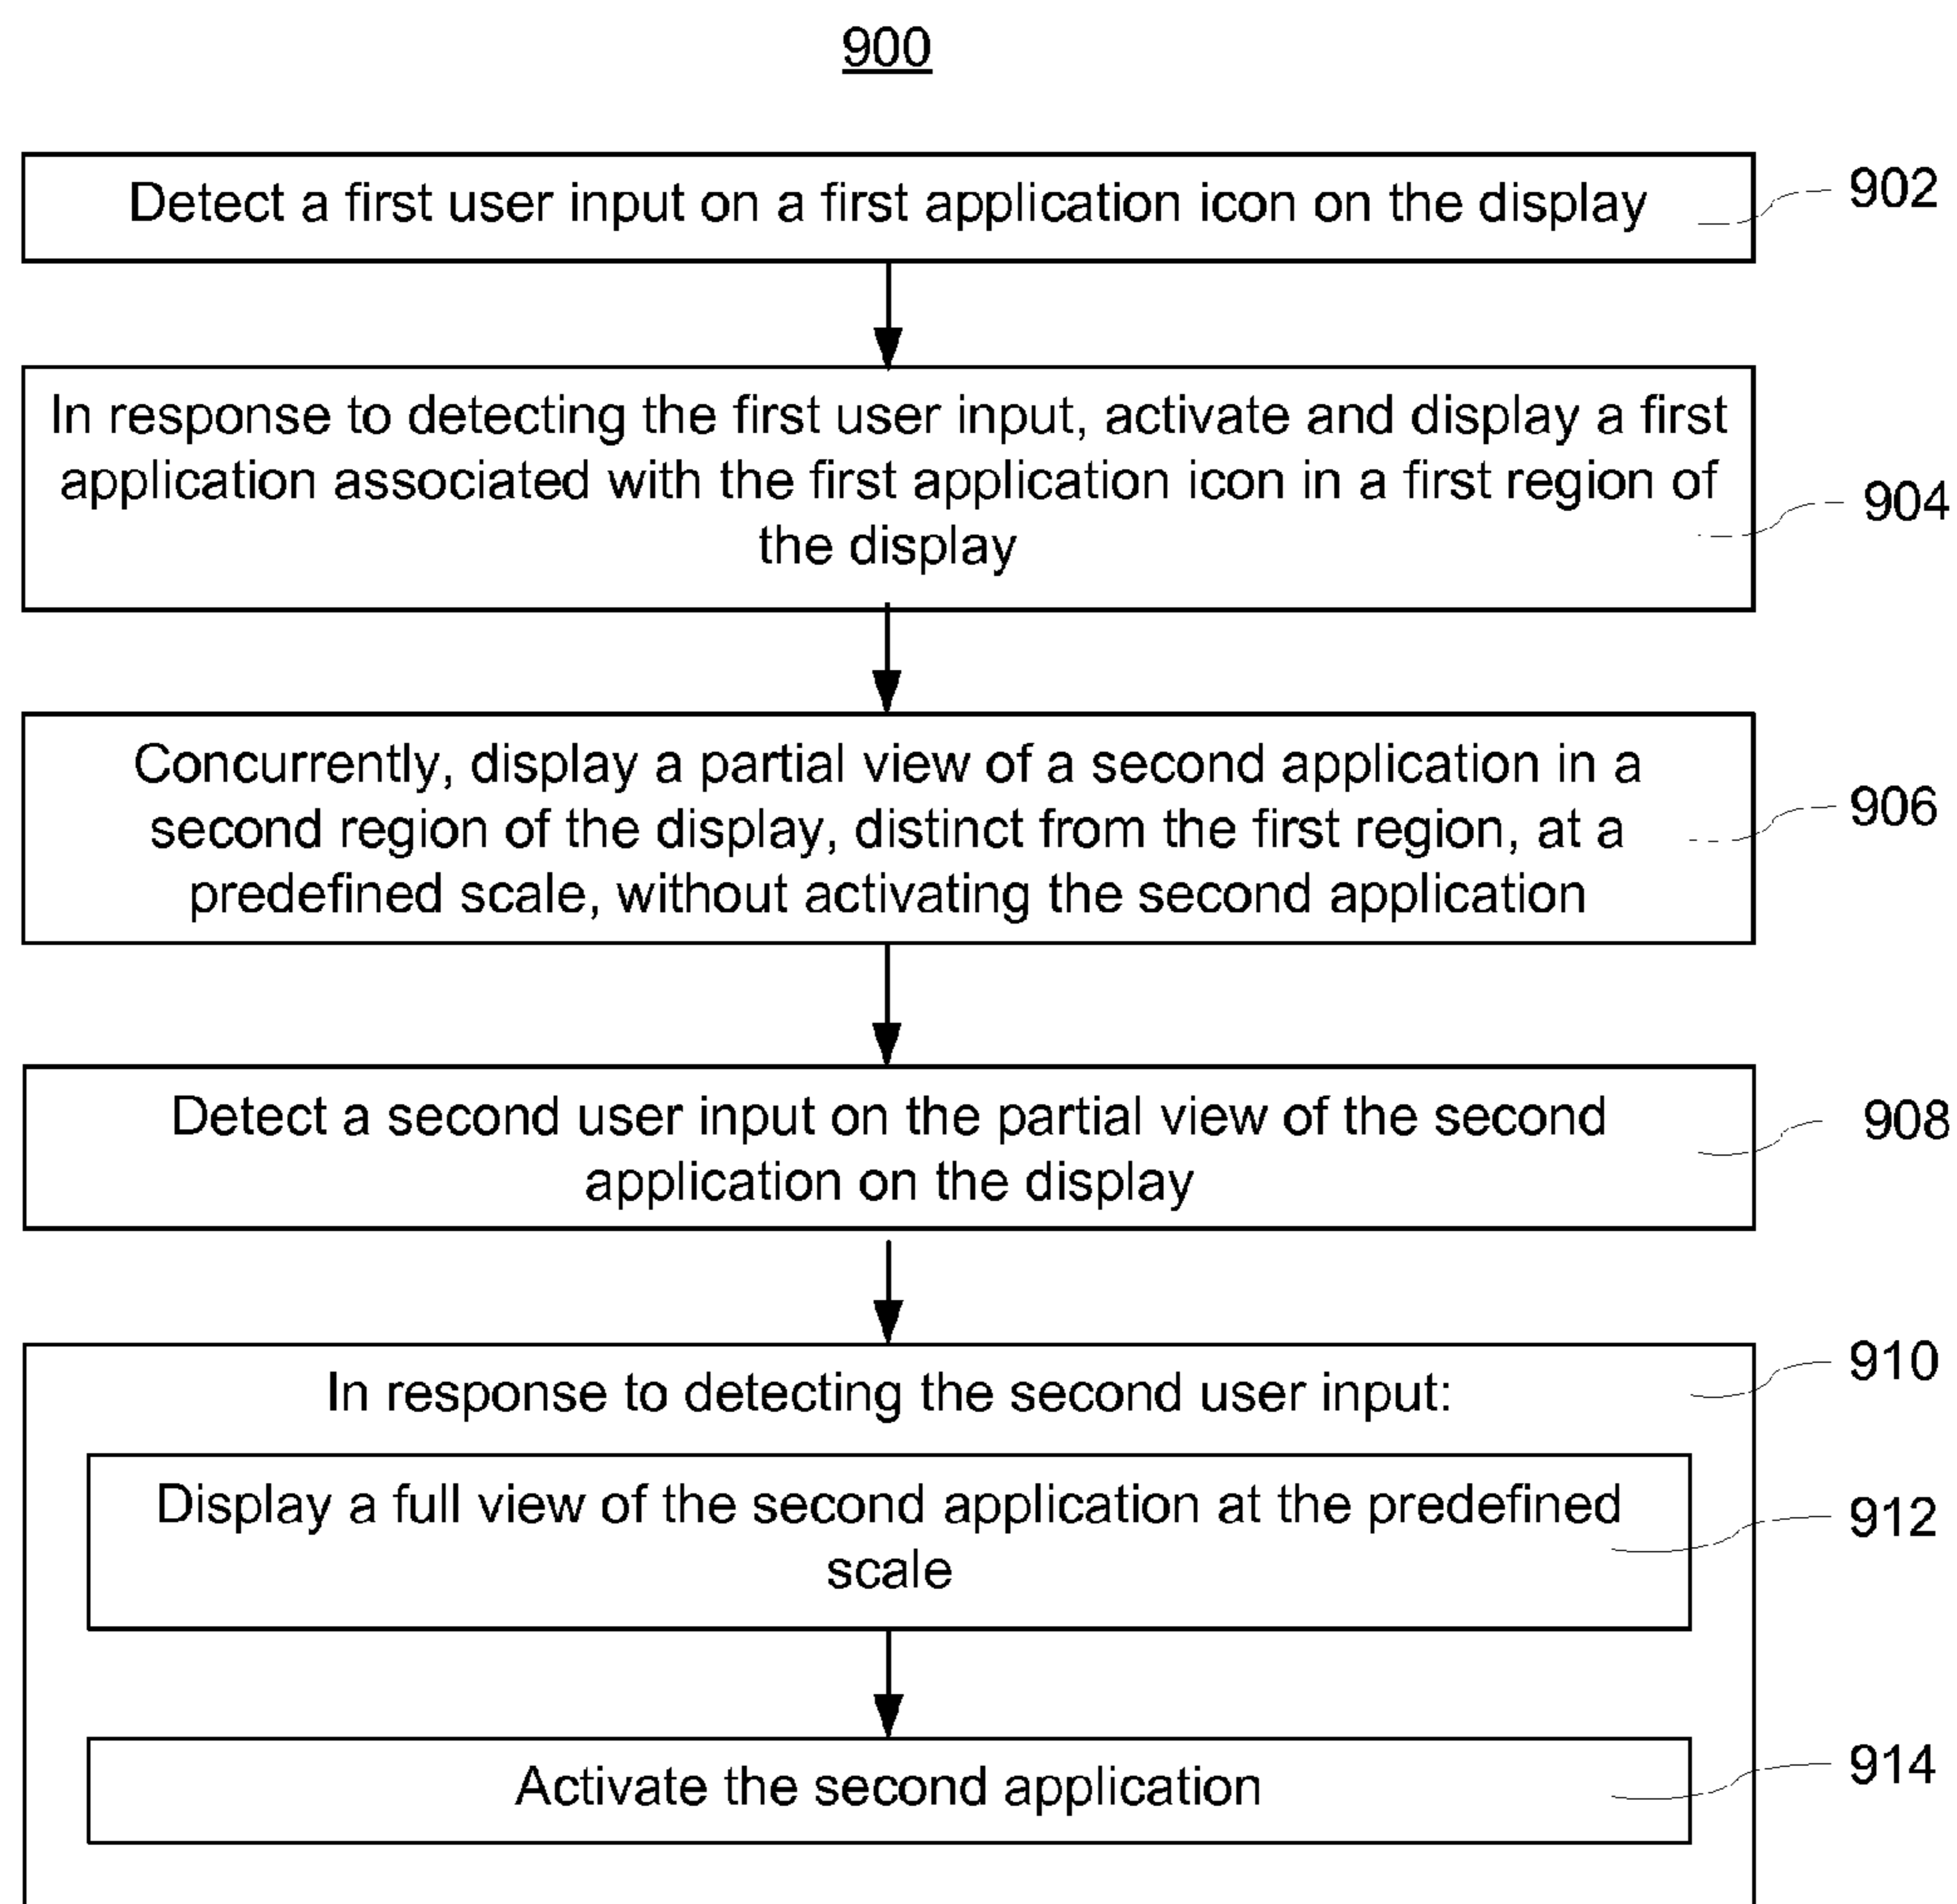 900
Detect a first user input on a first application icon on the display
902
In response to detecting the first user input, activate and display a first
application associated with the first application icon in a first region of
the display
904
Concurrently, display a partial view of a second application in a
second region of the display, distinct from the first region, at a
predefined scale, without activating the second application
906
Detect a second user input on the partial view of the second
application on the display
908
In response to detecting the second user input:
910
Display a full view of the second application at the predefined
scale
912
Activate the second application
914